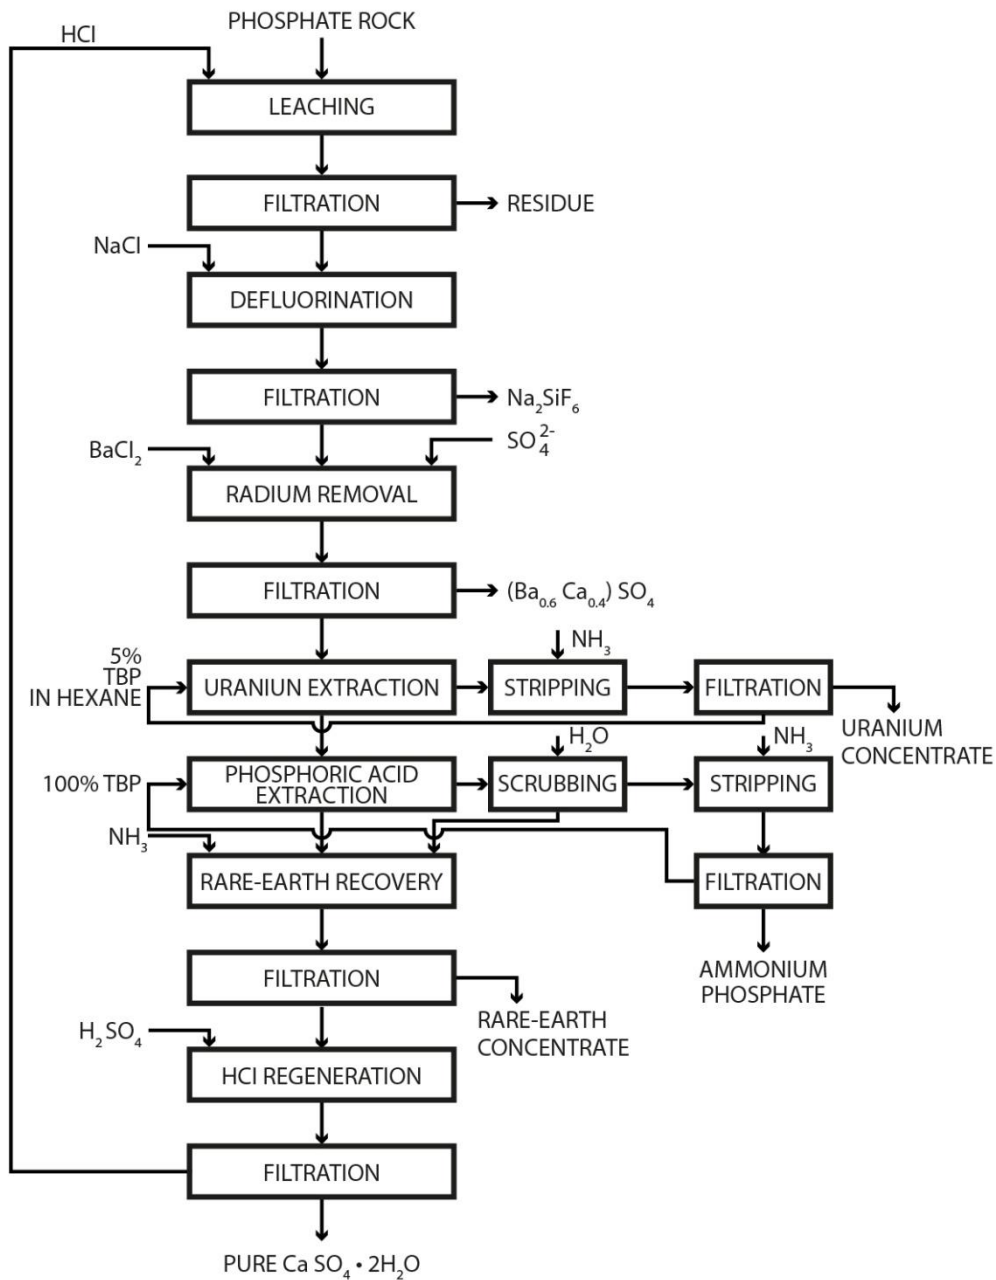 PHOSPHATE ROCK
HCl
LEACHING
FILTRATION
RESIDUE
NaCl
DEFLUORINATION
FILTRATION
Na₂SiF₆
BaCl₂
SO₄²⁻
RADIUM REMOVAL
FILTRATION
(Ba₀.₆ Ca₀.₄) SO₄
NH₃
5%
TBP
IN HEXANE
URANIUN EXTRACTION
STRIPPING
FILTRATION
URANIUM
CONCENTRATE
H₂O
NH₃
100% TBP
PHOSPHORIC ACID
EXTRACTION
SCRUBBING
STRIPPING
NH₃
RARE-EARTH RECOVERY
FILTRATION
AMMONIUM
PHOSPHATE
FILTRATION
RARE-EARTH
CONCENTRATE
H₂SO₄
HCl REGENERATION
FILTRATION
PURE Ca SO₄ • 2H₂O